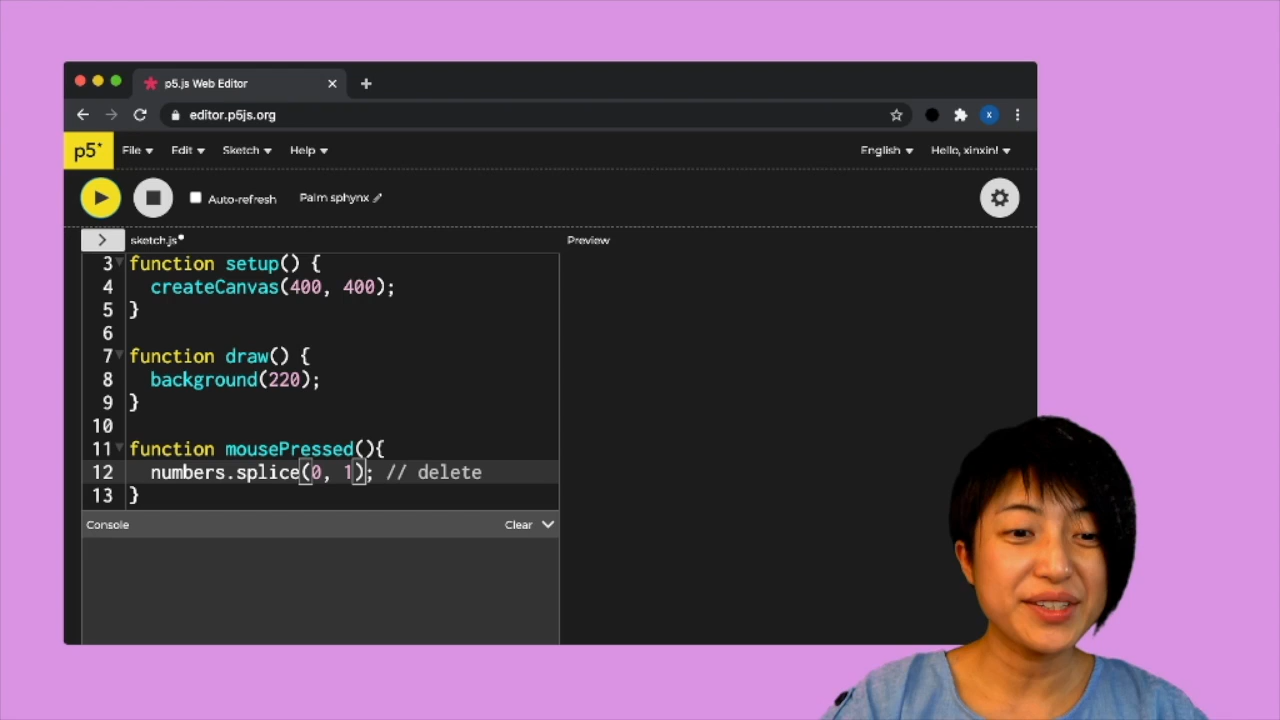 p5.js Web Editor
editor.p5js.org
x
p5* File Edit Sketch Help English Hello, xinxin!
Auto-refresh Palm sphynx
sketch.js Preview
3 function setup() {
4 createCanvas(400, 400);
5 }
6
7 function draw() {
8 background(220);
9 }
10
11 function mousePressed(){
12 numbers.splice(0, 1); // delete
13 }
Console Clear